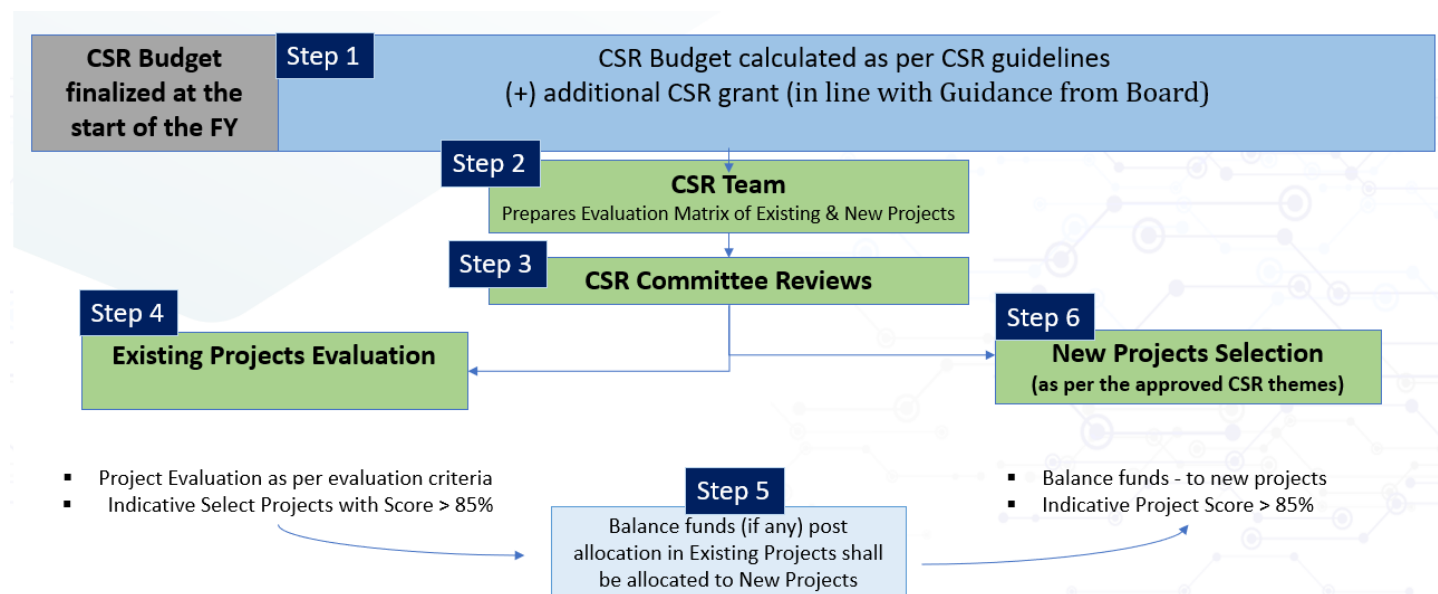 CSR Budget
finalized at the
start of the FY
Step 1
CSR Budget calculated as per CSR guidelines
(+) additional CSR grant (in line with Guidance from Board)
Step 2
CSR Team
Prepares Evaluation Matrix of Existing & New Projects
Step 3
CSR Committee Reviews
Step 4
Existing Projects Evaluation
Step 6
New Projects Selection
(as per the approved CSR themes)
▪ Project Evaluation as per evaluation criteria
▪ Indicative Select Projects with Score > 85%
Step 5
Balance funds (if any) post
allocation in Existing Projects shall
be allocated to New Projects
▪ Balance funds - to new projects
▪ Indicative Project Score > 85%